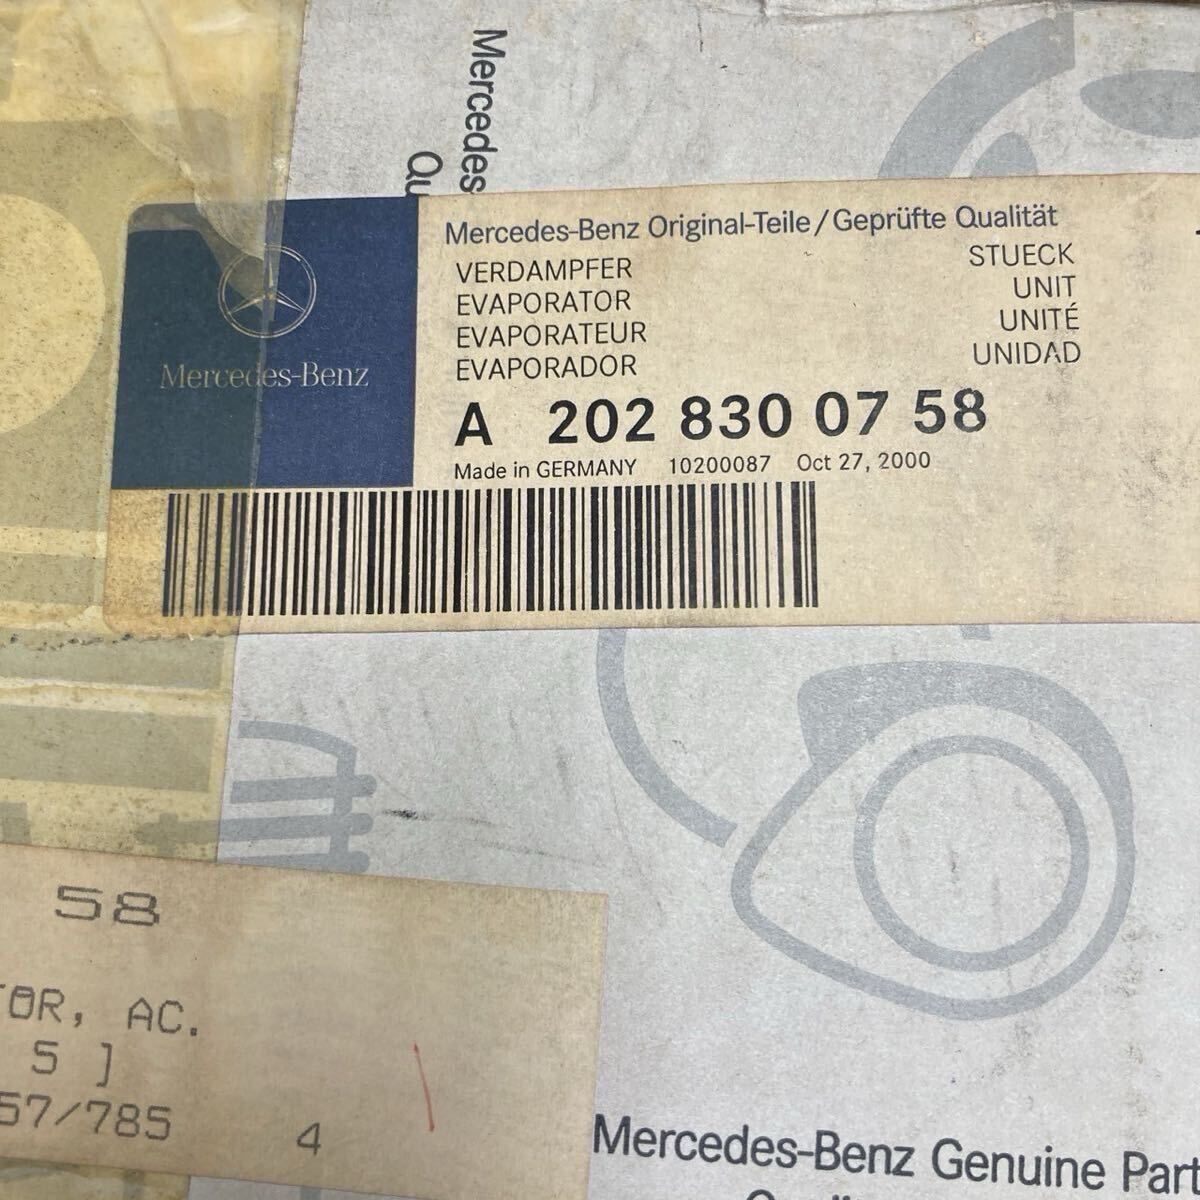 Mercedes
Qu
Mercedes-Benz
Mercedes-Benz Original-Teile/Geprüfte Qualität
VERDAMPFER STUECK
EVAPORATOR UNIT
EVAPORATEUR UNITÉ
EVAPORADOR UNIDAD
A 202 830 07 58
Made in GERMANY 10200087 Oct 27, 2000
58
TOR, AC.
5 ]
57/785 4
Mercedes-Benz Genuine Part